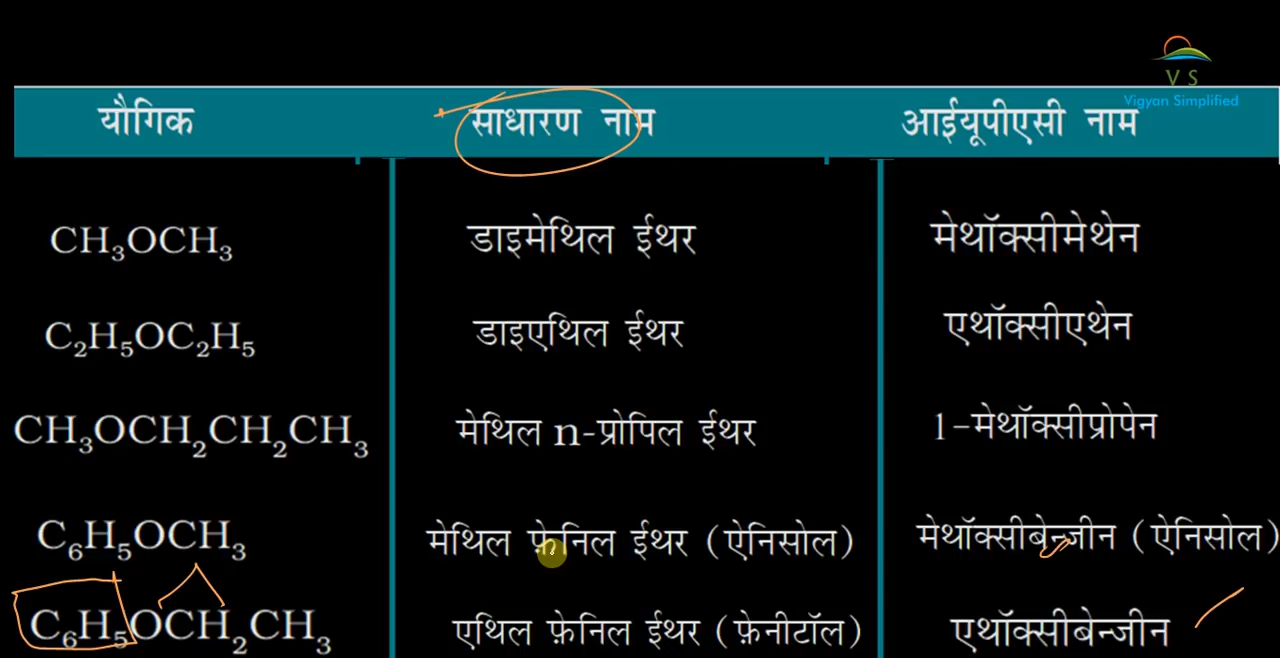 V S
Vigyan Simplified
यौगिक साधारण नाम आईयूपीएसी नाम
CH₃OCH₃ डाइमेथिल ईथर मेथॉक्सीमेथेन
C₂H₅OC₂H₅ डाइएथिल ईथर एथॉक्सीएथेन
CH₃OCH₂CH₂CH₃ मेथिल n-प्रोपिल ईथर 1-मेथॉक्सीप्रोपेन
C₆H₅OCH₃ मेथिल फ़ेनिल ईथर (ऐनिसोल) मेथॉक्सीबेन्जीन (ऐनिसोल)
C₆H₅OCH₂CH₃ एथिल फ़ेनिल ईथर (फ़ेनीटॉल) एथॉक्सीबेन्जीन